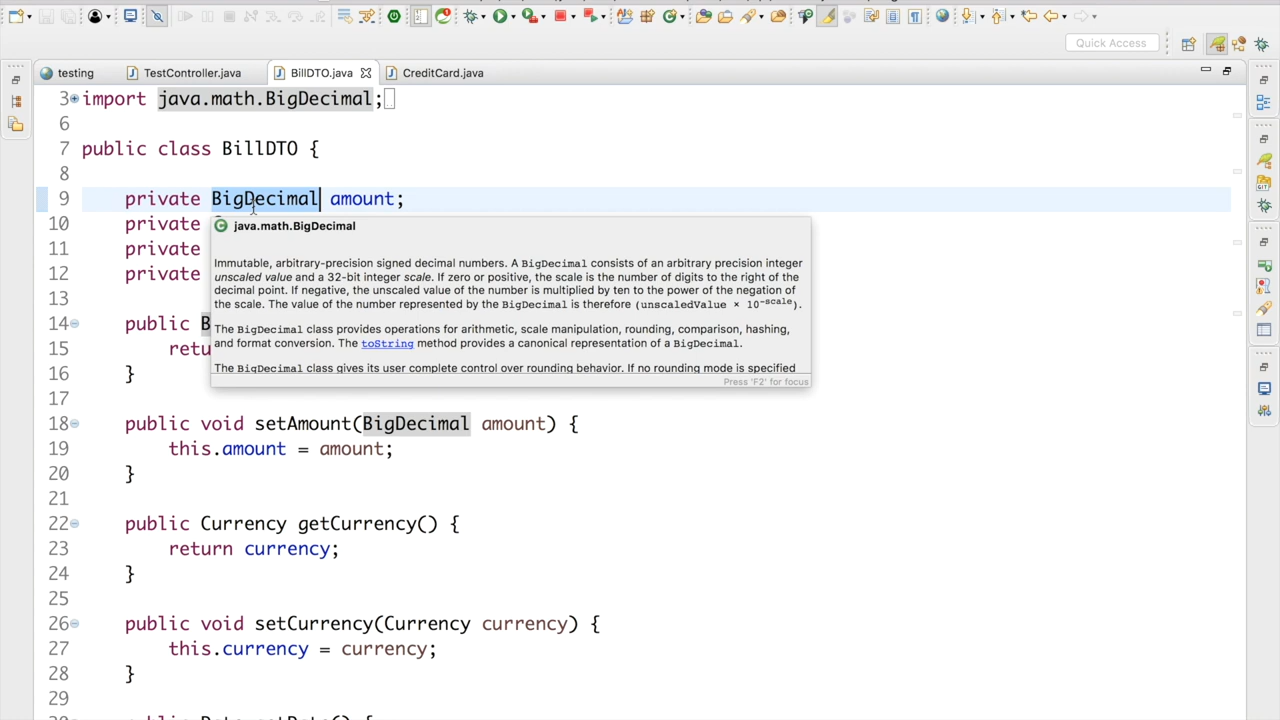 Quick Access
testing
TestController.java
BillDTO.java
CreditCard.java
3 import java.math.BigDecimal;
6
7 public class BillDTO {
8
9 private BigDecimal amount;
10 private
11 private
12 private
java.math.BigDecimal
Immutable, arbitrary-precision signed decimal numbers. A BigDecimal consists of an arbitrary precision integer
unscaled value and a 32-bit integer scale. If zero or positive, the scale is the number of digits to the right of the
decimal point. If negative, the unscaled value of the number is multiplied by ten to the power of the negation of
the scale. The value of the number represented by the BigDecimal is therefore (unscaledValue × 10^-scale).
The BigDecimal class provides operations for arithmetic, scale manipulation, rounding, comparison, hashing,
and format conversion. The toString method provides a canonical representation of a BigDecimal.
The BigDecimal class gives its user complete control over rounding behavior. If no rounding mode is specified
Press 'F2' for focus
13
14 public B
15 retu
16 }
17
18 public void setAmount(BigDecimal amount) {
19 this.amount = amount;
20 }
21
22 public Currency getCurrency() {
23 return currency;
24 }
25
26 public void setCurrency(Currency currency) {
27 this.currency = currency;
28 }
29